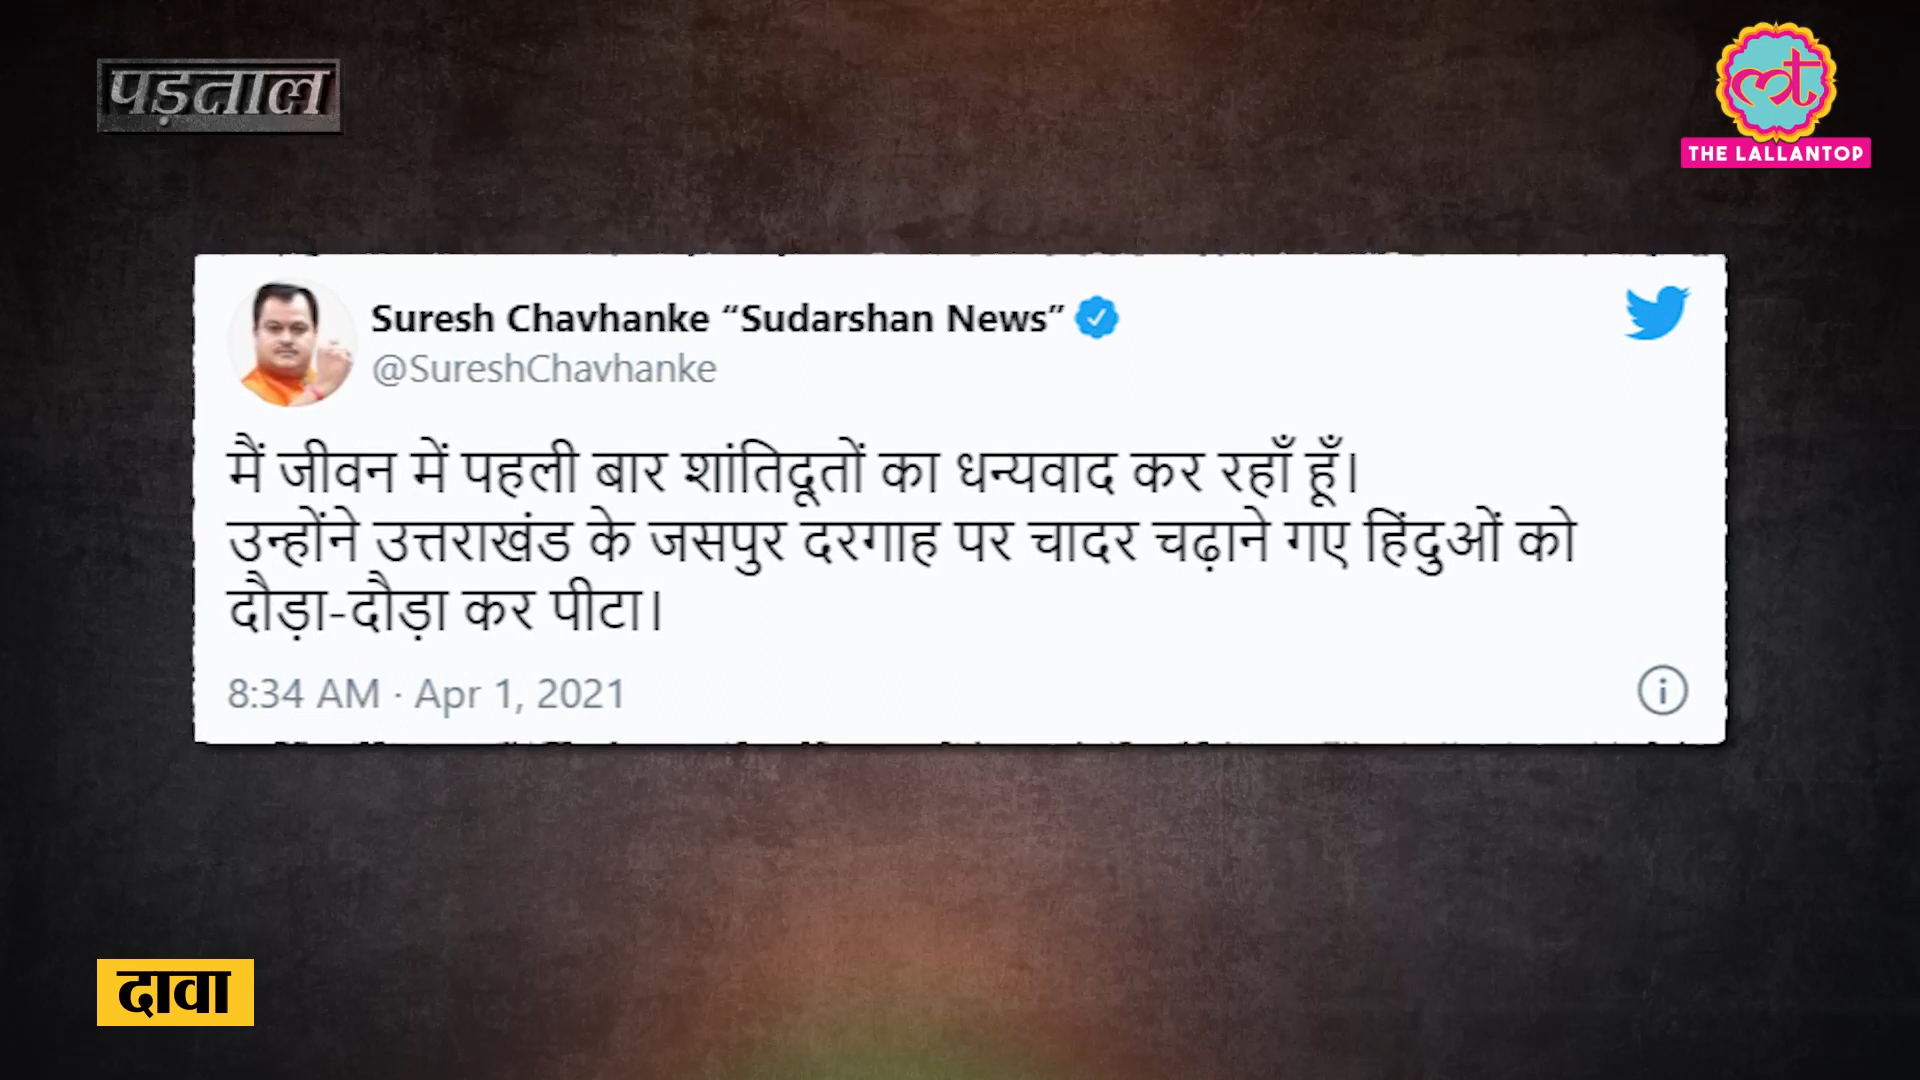 पड़ताल
THE LALLANTOP
Suresh Chavhanke “Sudarshan News”
@SureshChavhanke
मैं जीवन में पहली बार शांतिदूतों का धन्यवाद कर रहाँ हूँ।
उन्होंने उत्तराखंड के जसपुर दरगाह पर चादर चढ़ाने गए हिंदुओं को
दौड़ा-दौड़ा कर पीटा।
8:34 AM · Apr 1, 2021
दावा